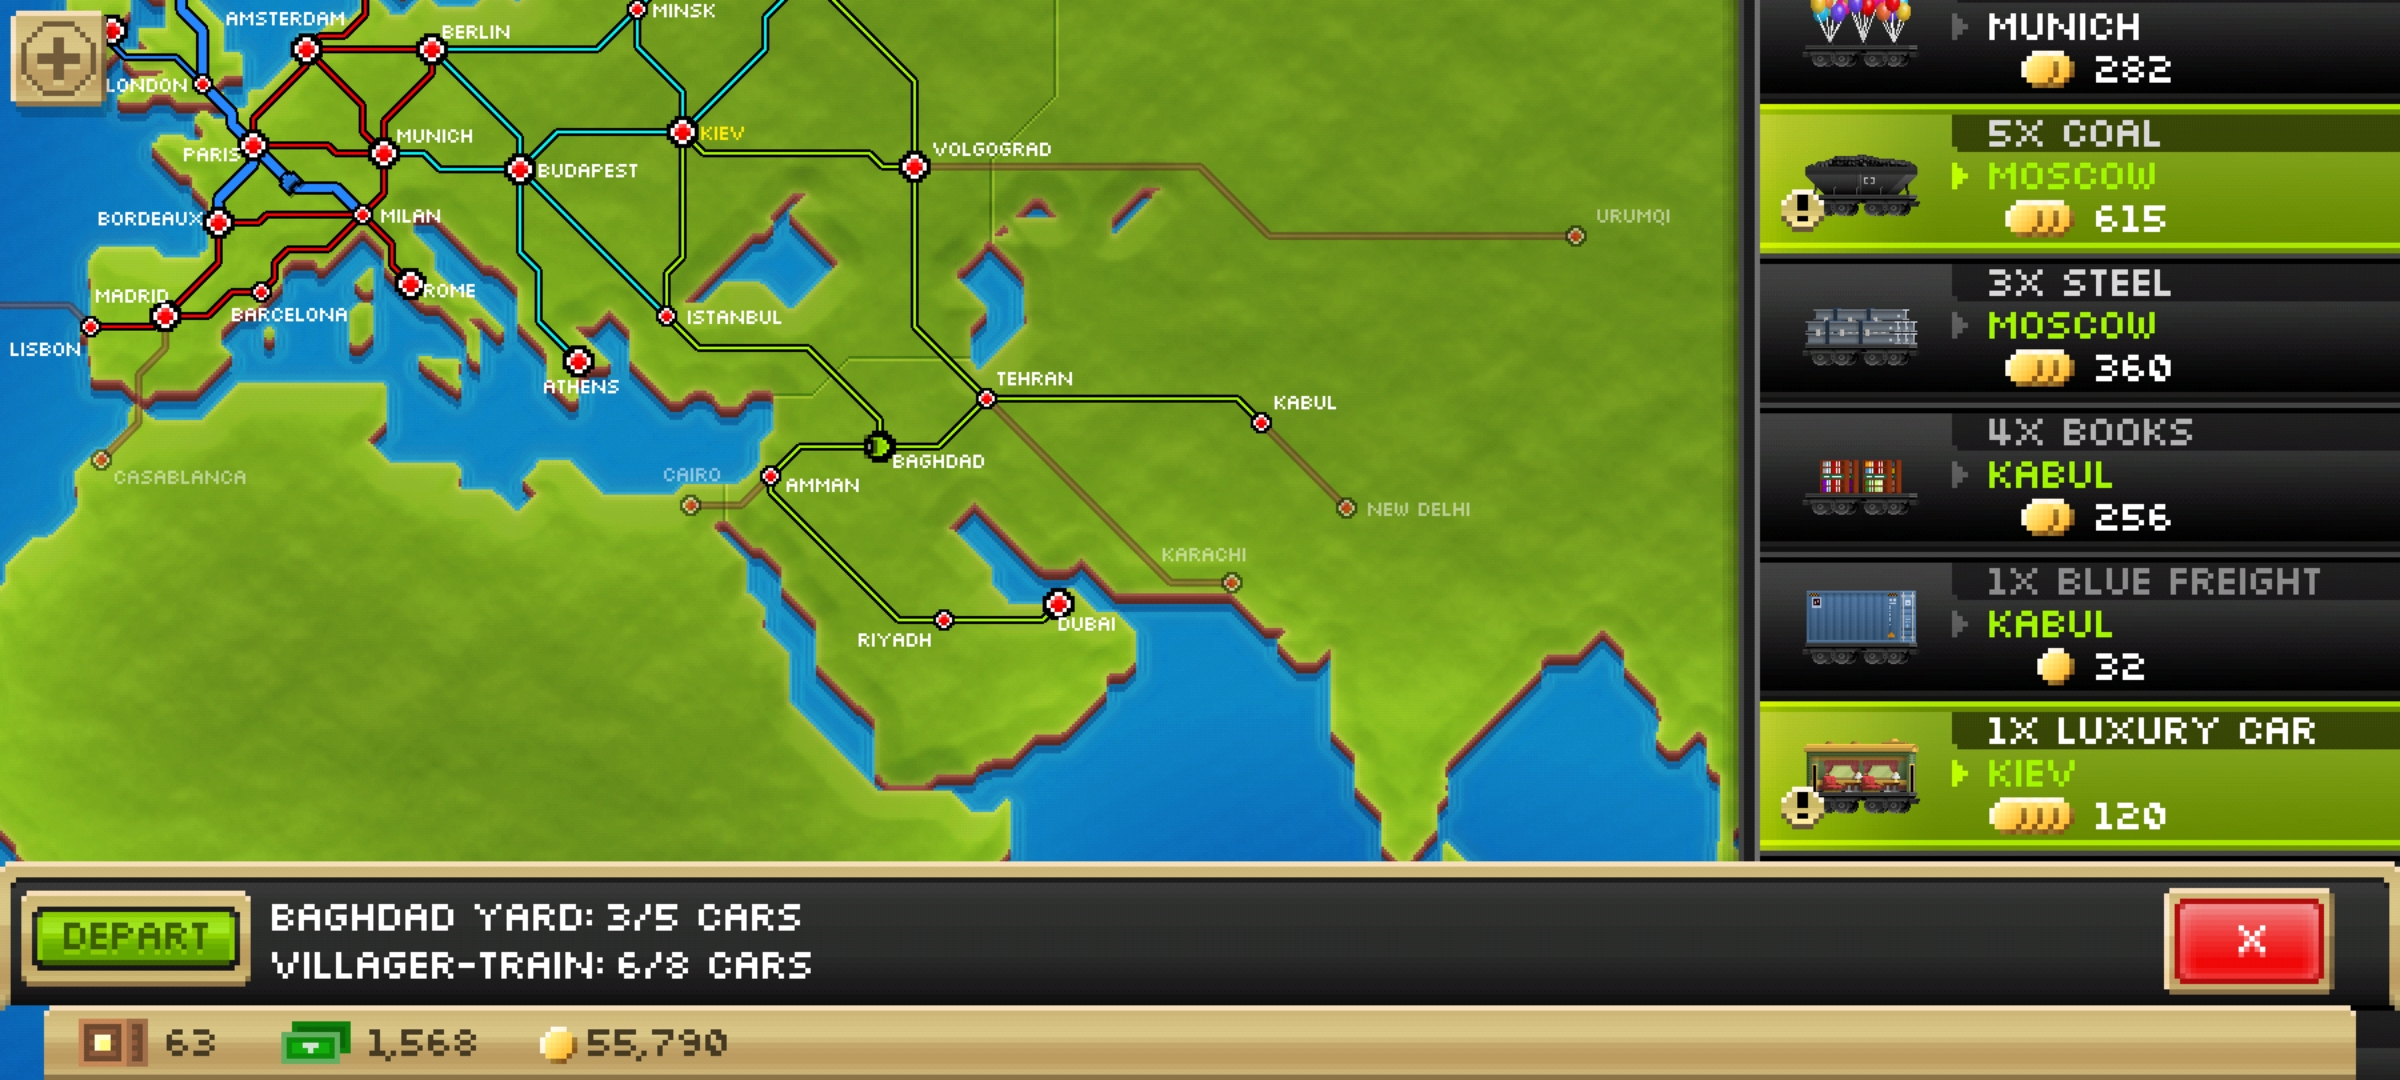 AMSTERDAM
BERLIN
MINSK
LONDON
MUNICH
KIEV
PARIS
BUDAPEST
VOLGOGRAD
BORDEAUX
MILAN
URUMQI
MADRID
ROME
BARCELONA
ISTANBUL
LISBON
ATHENS
TEHRAN
KABUL
BAGHDAD
CASABLANCA
CAIRO
AMMAN
NEW DELHI
KARACHI
RIYADH
DUBAI
MUNICH
282
5X COAL
MOSCOW
615
3X STEEL
MOSCOW
360
4X BOOKS
KABUL
256
1X BLUE FREIGHT
KABUL
32
1X LUXURY CAR
KIEV
120
DEPART
BAGHDAD YARD: 3/5 CARS
VILLAGER-TRAIN: 6/8 CARS
X
63
1,568
55,790